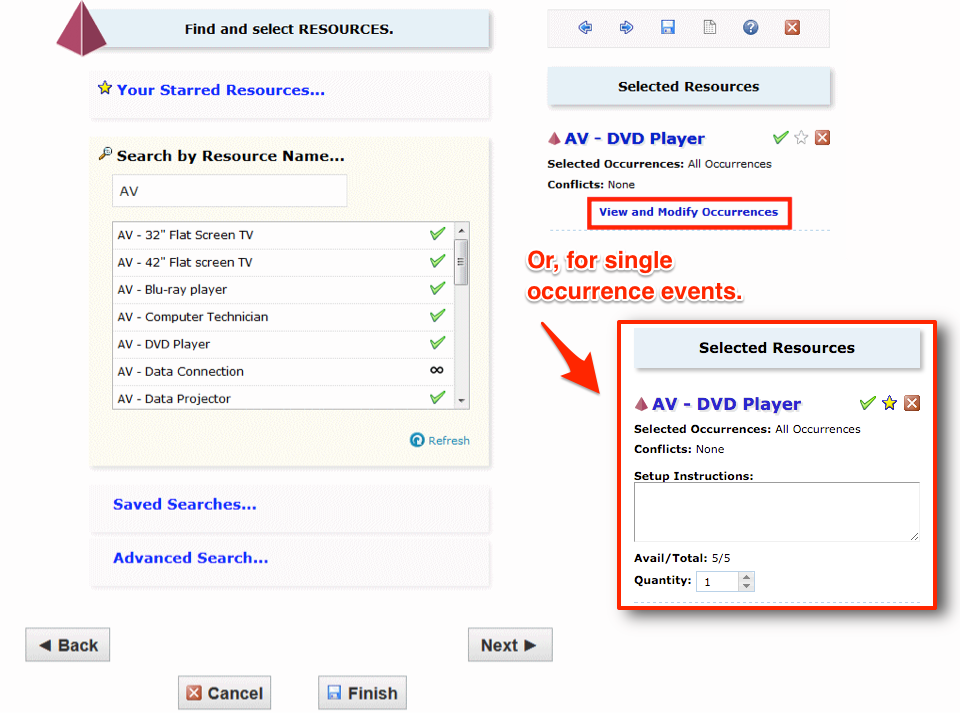 Find and select RESOURCES.
Your Starred Resources...
Search by Resource Name...
AV
AV - 32" Flat Screen TV
AV - 42" Flat screen TV
AV - Blu-ray player
AV - Computer Technician
AV - DVD Player
AV - Data Connection
AV - Data Projector
Refresh
Saved Searches...
Advanced Search...
Back
Next
Cancel
Finish
Selected Resources
AV - DVD Player
Selected Occurrences: All Occurrences
Conflicts: None
View and Modify Occurrences
Or, for single
occurrence events.
Selected Resources
AV - DVD Player
Selected Occurrences: All Occurrences
Conflicts: None
Setup Instructions:
Avail/Total: 5/5
Quantity: 1